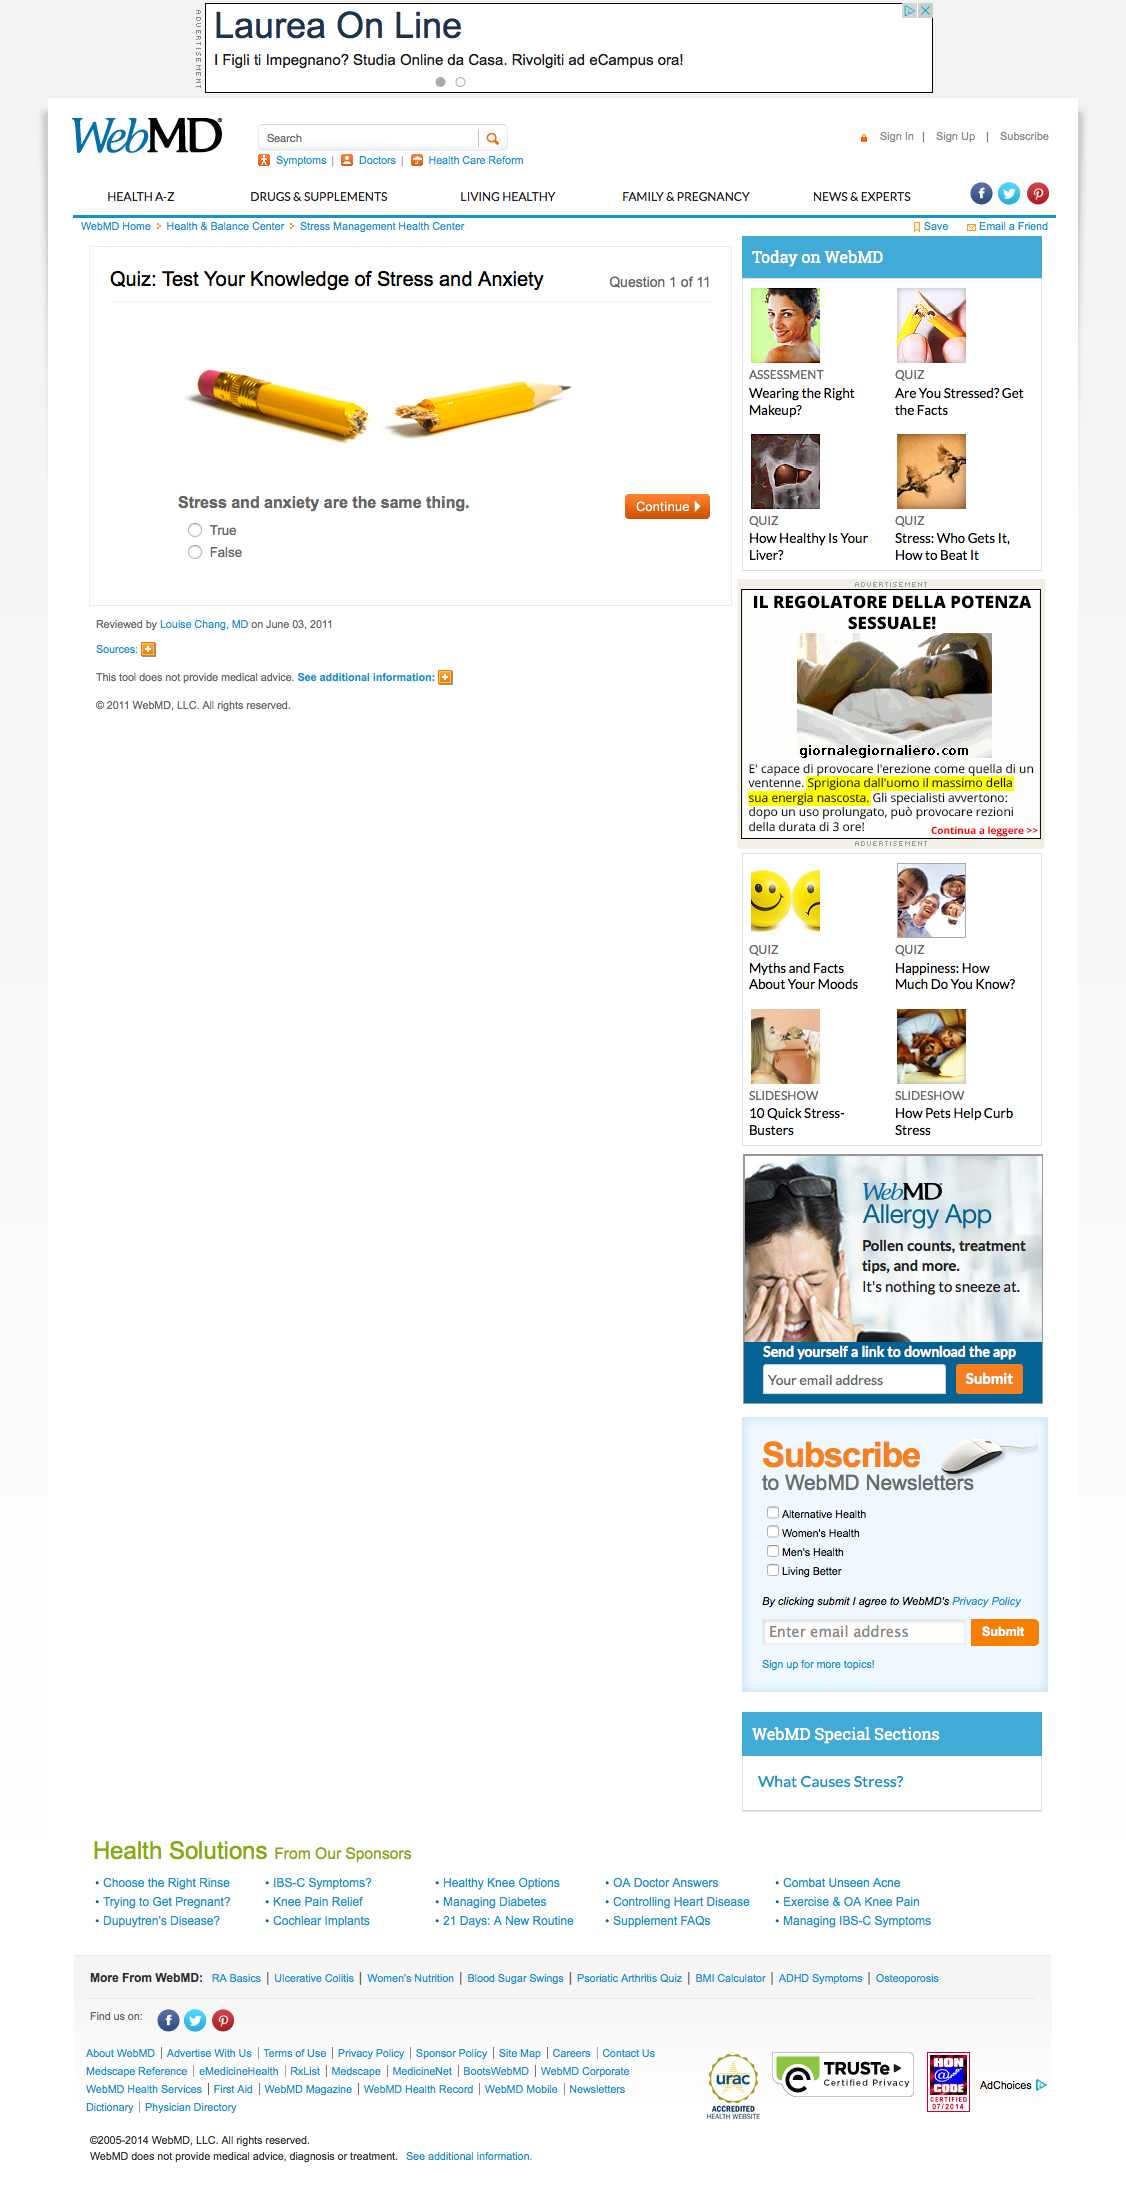 ADVERTISEMENT
Laurea On Line
I Figli ti Impegnano? Studia Online da Casa. Rivolgiti ad eCampus ora!
WebMD
Search
Sign In | Sign Up | Subscribe
Symptoms | Doctors | Health Care Reform
HEALTH A-Z DRUGS & SUPPLEMENTS LIVING HEALTHY FAMILY & PREGNANCY NEWS & EXPERTS
WebMD Home Health & Balance Center Stress Management Health Center
Save Email a Friend
Quiz: Test Your Knowledge of Stress and Anxiety
Question 1 of 11
Stress and anxiety are the same thing.
Continue
True
False
Reviewed by Louise Chang, MD on June 03, 2011
Sources:
This tool does not provide medical advice. See additional information:
© 2011 WebMD, LLC. All rights reserved.
Today on WebMD
ASSESSMENT
Wearing the Right
Makeup?
QUIZ
Are You Stressed? Get
the Facts
QUIZ
How Healthy Is Your
Liver?
QUIZ
Stress: Who Gets It,
How to Beat It
ADVERTISEMENT
IL REGOLATORE DELLA POTENZA
SESSUALE!
giornalegiornaliero.com
E' capace di provocare l'erezione come quella di un
ventenne. Sprigiona dall'uomo il massimo della
sua energia nascosta. Gli specialisti avvertono:
dopo un uso prolungato, può provocare rezioni
della durata di 3 ore!
Continua a leggere >>
ADVERTISEMENT
QUIZ
Myths and Facts
About Your Moods
QUIZ
Happiness: How
Much Do You Know?
SLIDESHOW
10 Quick Stress-
Busters
SLIDESHOW
How Pets Help Curb
Stress
WebMD
Allergy App
Pollen counts, treatment
tips, and more.
It's nothing to sneeze at.
Send yourself a link to download the app
Your email address
Submit
Subscribe
to WebMD Newsletters
Alternative Health
Women's Health
Men's Health
Living Better
By clicking submit I agree to WebMD's Privacy Policy
Enter email address
Submit
Sign up for more topics!
WebMD Special Sections
What Causes Stress?
Health Solutions From Our Sponsors
• Choose the Right Rinse • IBS-C Symptoms? • Healthy Knee Options • OA Doctor Answers • Combat Unseen Acne
• Trying to Get Pregnant? • Knee Pain Relief • Managing Diabetes • Controlling Heart Disease • Exercise & OA Knee Pain
• Dupuytren's Disease? • Cochlear Implants • 21 Days: A New Routine • Supplement FAQs • Managing IBS-C Symptoms
More From WebMD: RA Basics | Ulcerative Colitis | Women's Nutrition | Blood Sugar Swings | Psoriatic Arthritis Quiz | BMI Calculator | ADHD Symptoms | Osteoporosis
Find us on:
About WebMD | Advertise With Us | Terms of Use | Privacy Policy | Sponsor Policy | Site Map | Careers | Contact Us
Medscape Reference | eMedicineHealth | RxList | Medscape | MedicineNet | BootsWebMD | WebMD Corporate
WebMD Health Services | First Aid | WebMD Magazine | WebMD Health Record | WebMD Mobile | Newsletters
Dictionary | Physician Directory
urac
ACCREDITED
HEALTH WEBSITE
TRUSTe
Certified Privacy
HON
@
CODE
CERTIFIED
07/2014
AdChoices
©2005-2014 WebMD, LLC. All rights reserved.
WebMD does not provide medical advice, diagnosis or treatment. See additional information.